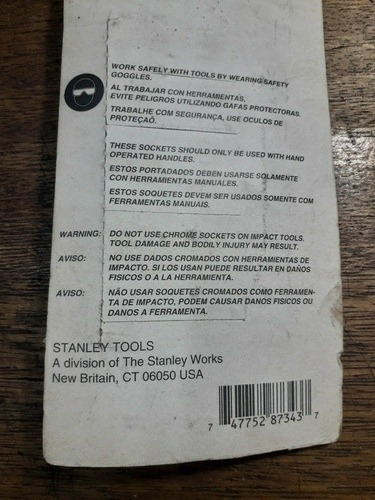 WORK SAFELY WITH TOOLS BY WEARING SAFETY
GOGGLES.
AL TRABAJAR CON HERRAMIENTAS,
EVITE PELIGROS UTILIZANDO GAFAS PROTECTORAS.
TRABALHE COM SEGURANÇA, USE OCULOS DE
PROTEÇAÕ.
THESE SOCKETS SHOULD ONLY BE USED WITH HAND
OPERATED HANDLES.
ESTOS PORTADADOS DEBEN USARSE SOLAMENTE
CON HERRAMIENTAS MANUALES.
ESTOS SOQUETES DEVEM SER USADOS SOMENTE COM
FERRAMENTAS MANUAIS.
WARNING: DO NOT USE CHROME SOCKETS ON IMPACT TOOLS.
TOOL DAMAGE AND BODILY INJURY MAY RESULT.
AVISO: NO USE DADOS CROMADOS CON HERRAMIENTAS DE
IMPACTO. SI LOS USAN PUEDE RESULTAR EN DAÑOS
FISICOS O A LA HERRAMIENTA.
AVISO: NÃO USAR SOQUETES CROMADOS COMO FERRAMEN-
TA DE IMPACTO, PODEM CAUSAR DANOS FISICOS OU
DANOS A FERRAMENTA.
STANLEY TOOLS
A division of The Stanley Works
New Britain, CT 06050 USA
7 47752 87343 7